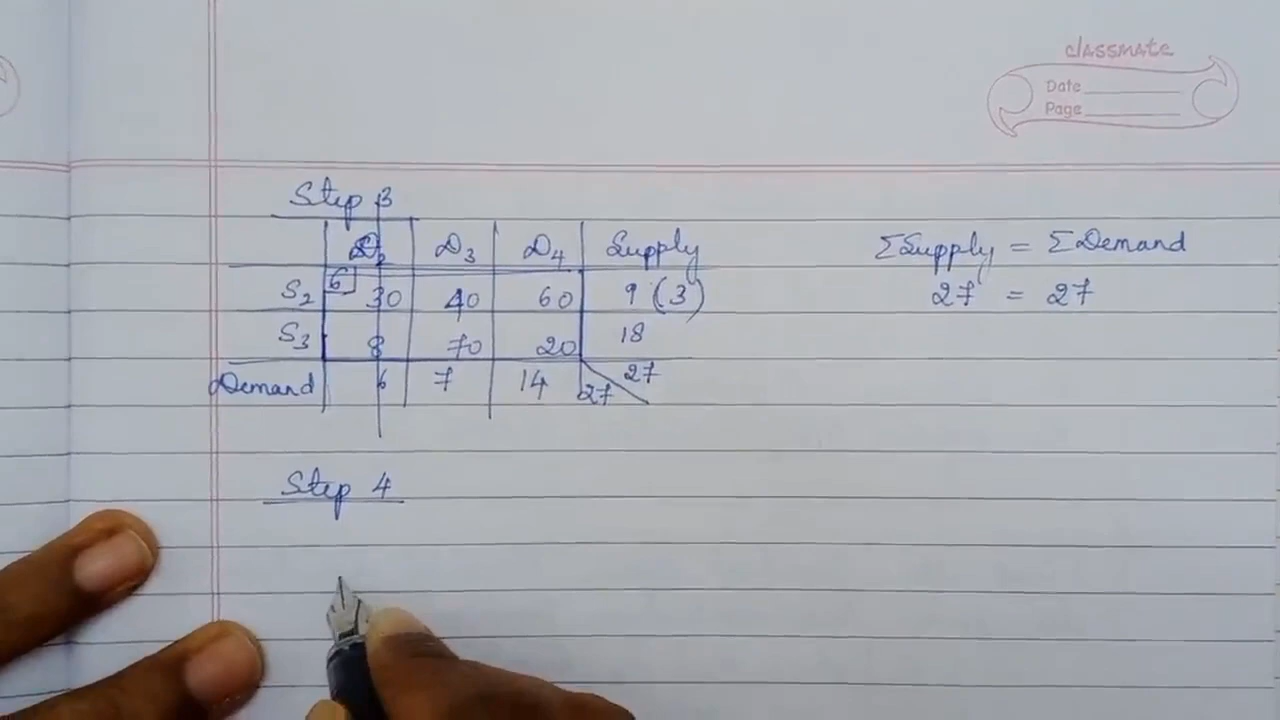 classmate
Date
Page
Step 3
D2 D3 D4 Supply
ΣSupply = ΣDemand
6
S2 30 40 60 9 (3)
27 = 27
S3 8 70 20 18
Demand 6 7 14 27 27
Step 4